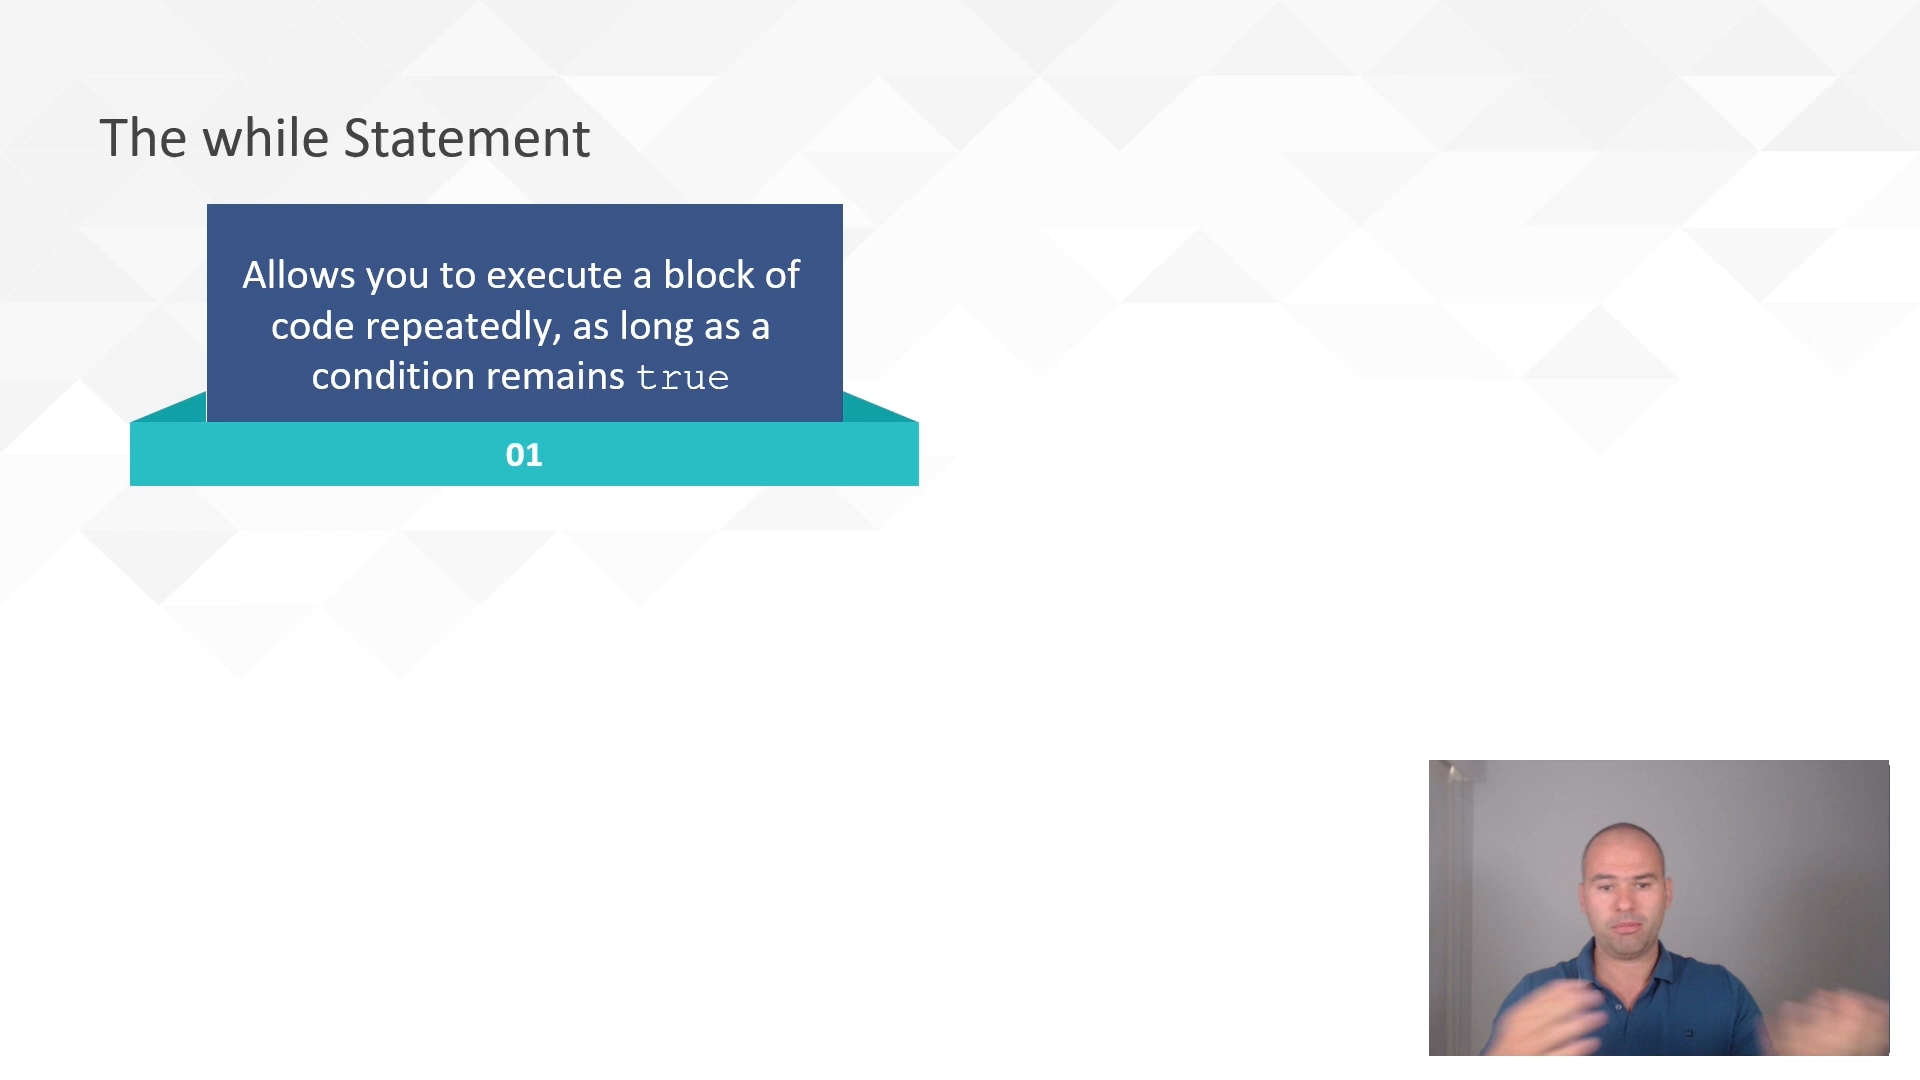 The while Statement
Allows you to execute a block of
code repeatedly, as long as a
condition remains true
01